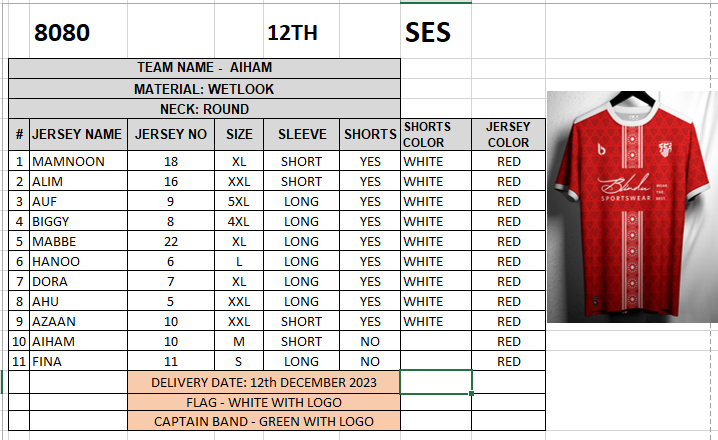 8080 12TH SES
TEAM NAME - AIHAM
MATERIAL: WETLOOK
NECK: ROUND
# JERSEY NAME JERSEY NO SIZE SLEEVE SHORTS SHORTS COLOR JERSEY COLOR
1 MAMNOON 18 XL SHORT YES WHITE RED
2 ALIM 16 XXL SHORT YES WHITE RED
3 AUF 9 5XL LONG YES WHITE RED
4 BIGGY 8 4XL LONG YES WHITE RED
5 MABBE 22 XL LONG YES WHITE RED
6 HANOO 6 L LONG YES WHITE RED
7 DORA 7 XL LONG YES WHITE RED
8 AHU 5 XXL LONG YES WHITE RED
9 AZAAN 10 XXL SHORT YES WHITE RED
10 AIHAM 10 M SHORT NO RED
11 FINA 11 S LONG NO RED
DELIVERY DATE: 12th DECEMBER 2023
FLAG - WHITE WITH LOGO
CAPTAIN BAND - GREEN WITH LOGO
b
SPORTSWEAR
WEAR
THE
BEST